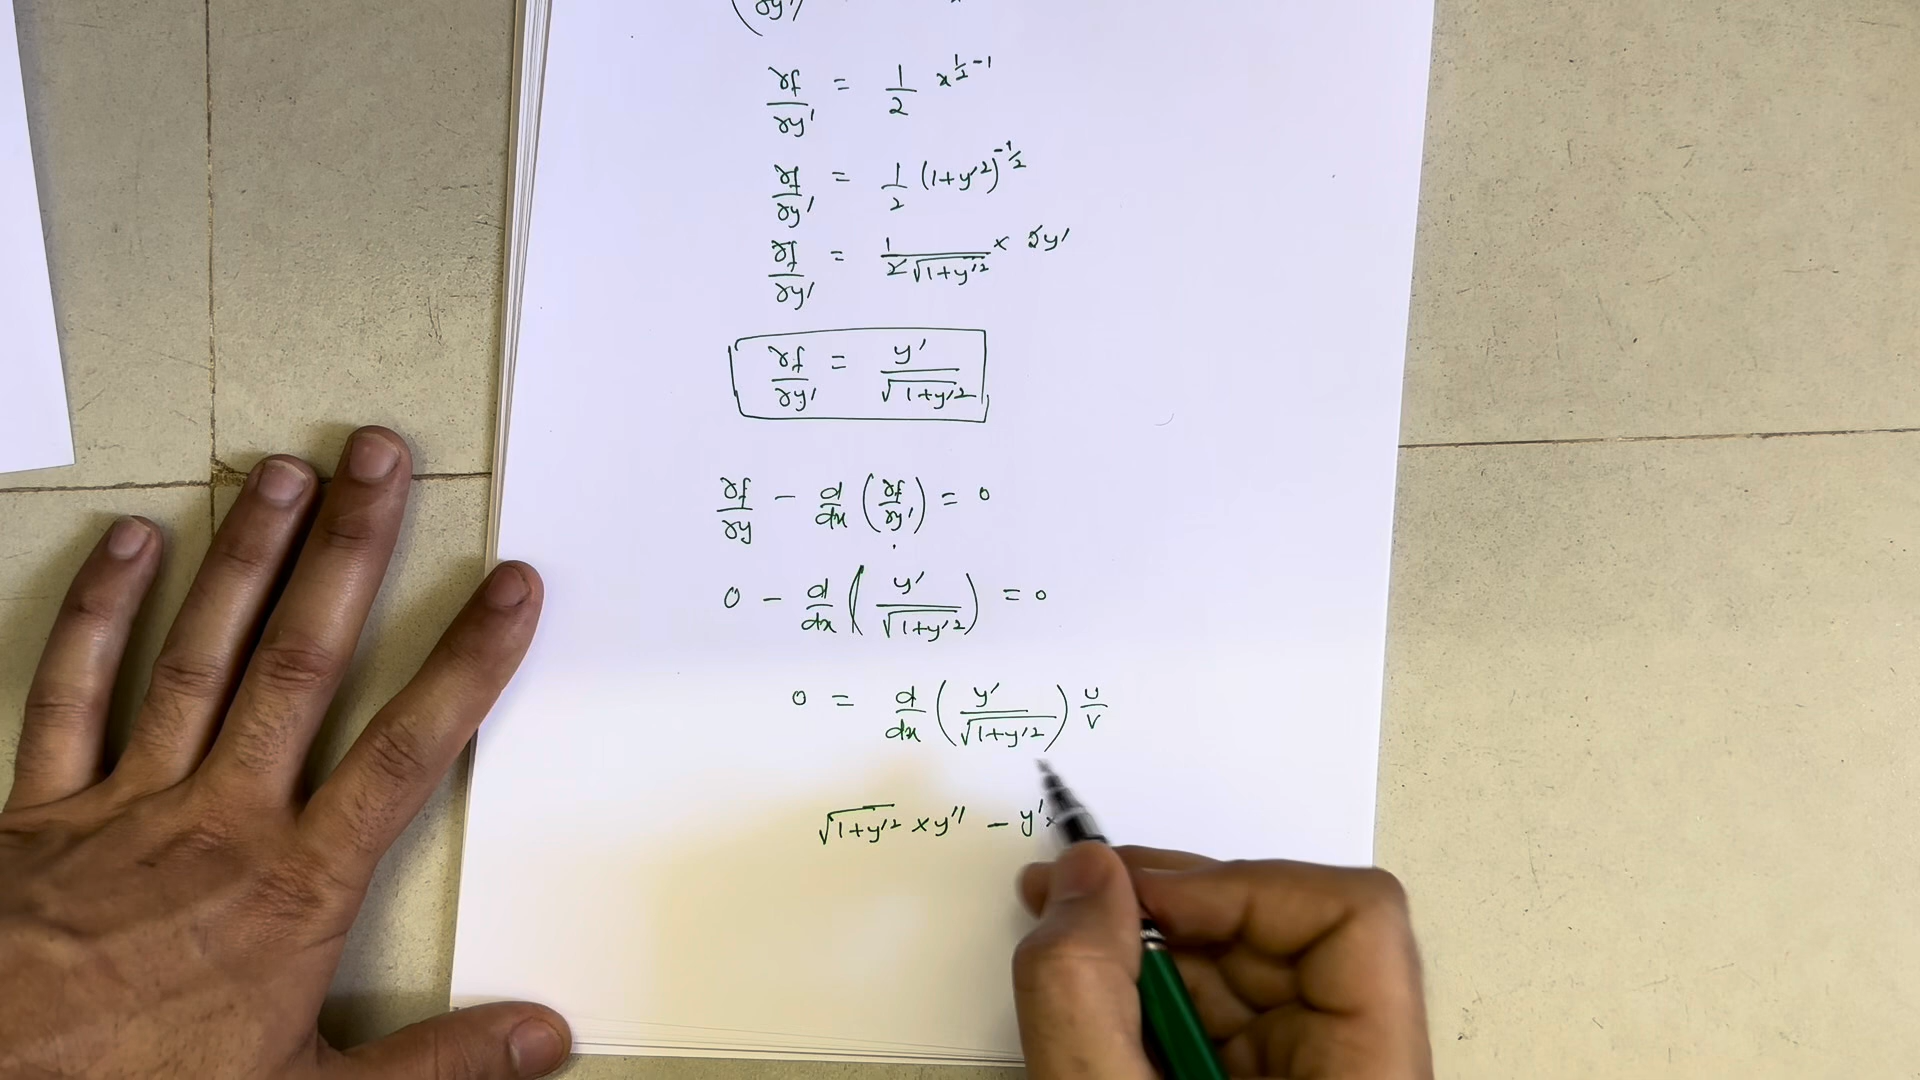 ∂y'
∂f/∂y' = 1/2 x^(1/2 - 1)
∂f/∂y' = 1/2 (1+y'^2)^(-1/2)
∂f/∂y' = 1/(2√(1+y'^2)) × 2y'
∂f/∂y' = y'/√(1+y'^2)
∂f/∂y - d/dx (∂f/∂y') = 0
0 - d/dx (y'/√(1+y'^2)) = 0
0 = d/dx (y'/√(1+y'^2)) u/v
√(1+y'^2) × y'' - y' ×